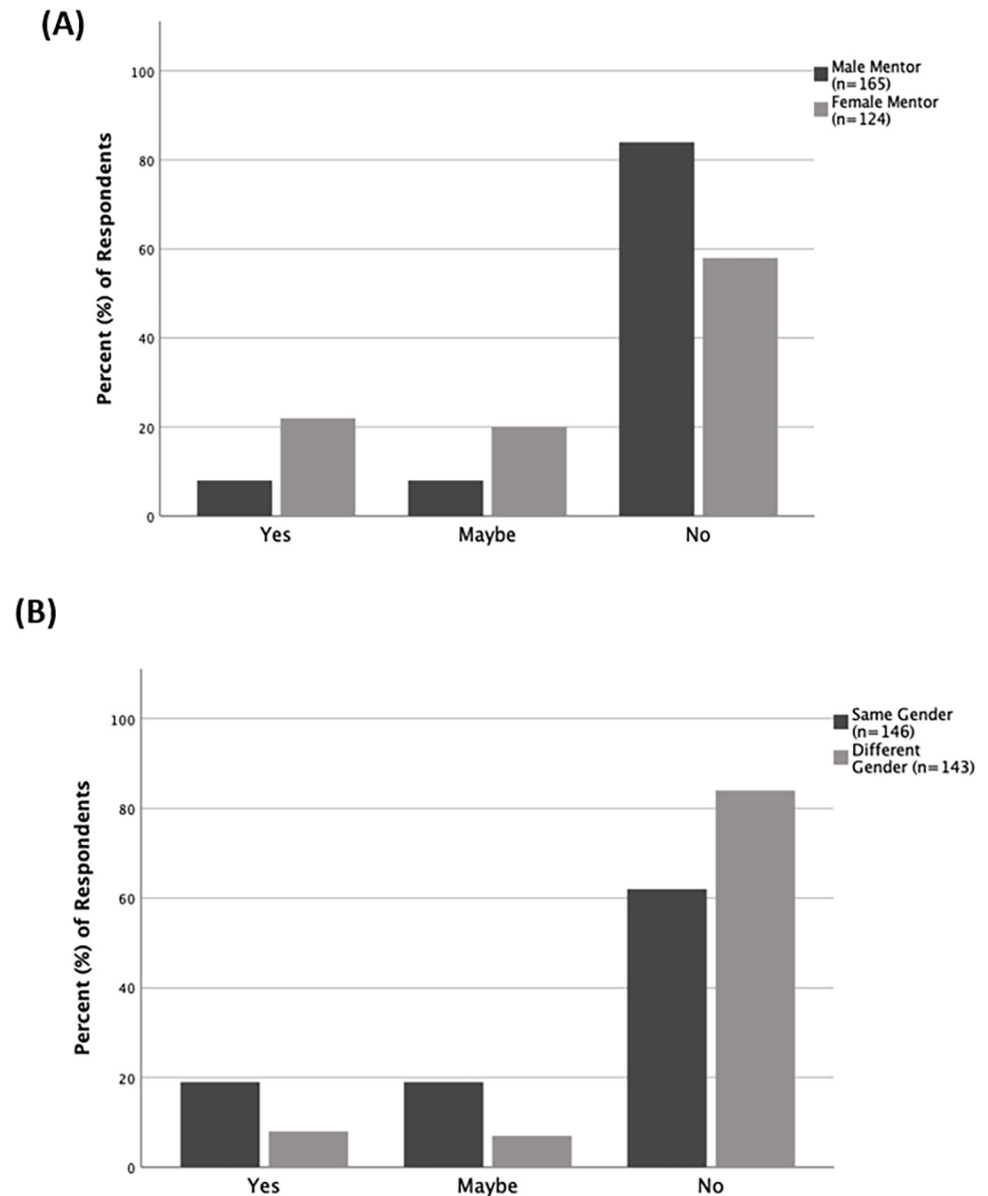 (A)
Percent (%) of Respondents
100
80
60
40
20
0
Yes Maybe No
Male Mentor
(n=165)
Female Mentor
(n=124)
(B)
Percent (%) of Respondents
100
80
60
40
20
0
Yes Maybe No
Same Gender
(n=146)
Different
Gender (n=143)